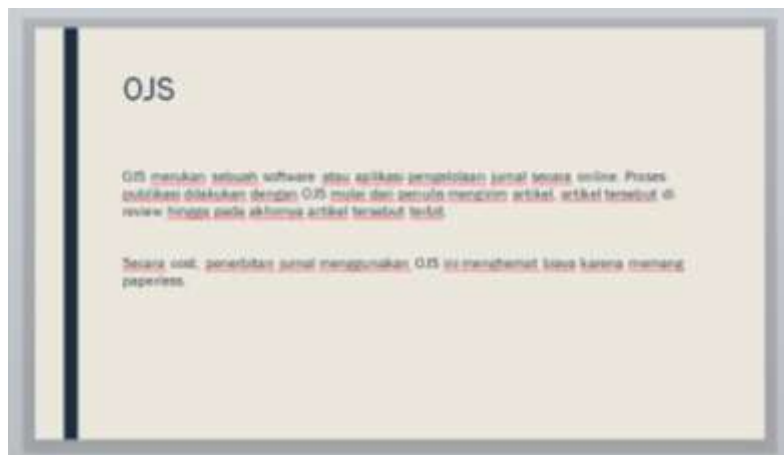 OJS
OJS merukan sebuah software atau aplikasi pengelolaan jurnal secara online. Proses
publikasi dilakukan dengan OJS mulai dari penulis mengirim artikel, artikel tersebut di
review hingga pada akhirnya artikel tersebut terbit.
Secara cost, penerbitan jurnal menggunakan OJS ini menghemat biaya karena memang
paperless.